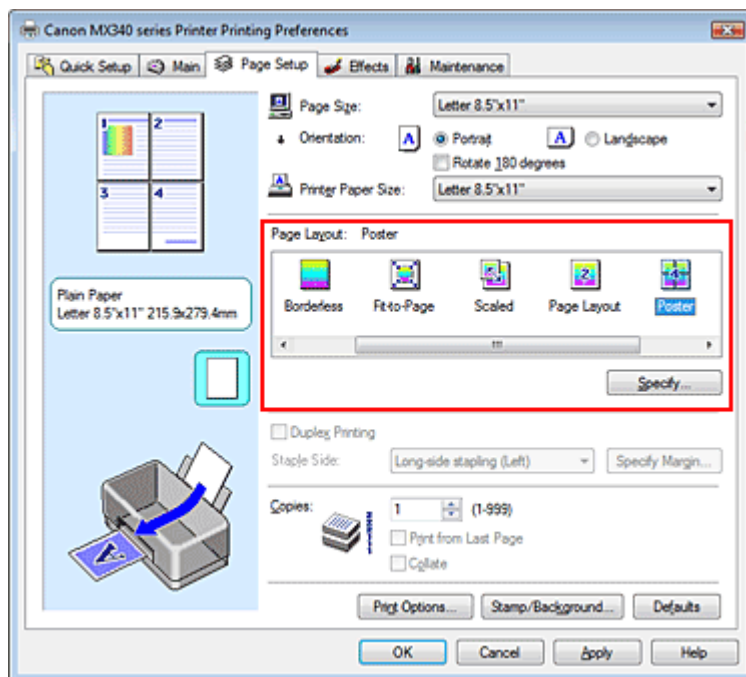 Canon MX340 series Printer Printing Preferences
Quick Setup Main Page Setup Effects Maintenance
1 2
3 4
Plain Paper
Letter 8.5"x11" 215.9x279.4mm
Page Size: Letter 8.5"x11"
Orientation: A Portrait A Landscape
Rotate 180 degrees
Printer Paper Size: Letter 8.5"x11"
Page Layout: Poster
Borderless Fit-to-Page Scaled Page Layout Poster
Specify...
Duplex Printing
Staple Side: Long-side stapling (Left) Specify Margin...
Copies: 1 (1-999)
Print from Last Page
Collate
Print Options... Stamp/Background... Defaults
OK Cancel Apply Help